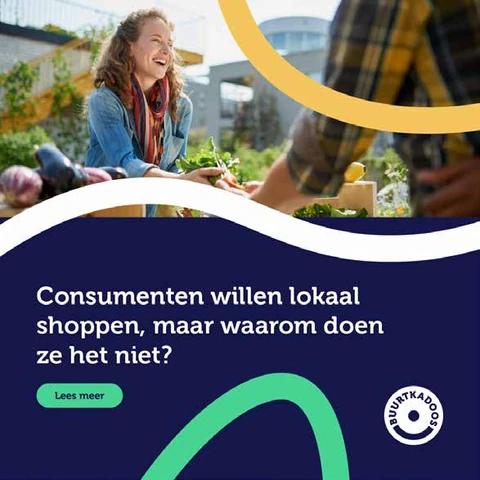 Consumenten willen lokaal
shoppen, maar waarom doen
ze het niet?
Lees meer
BUURTKADOOS